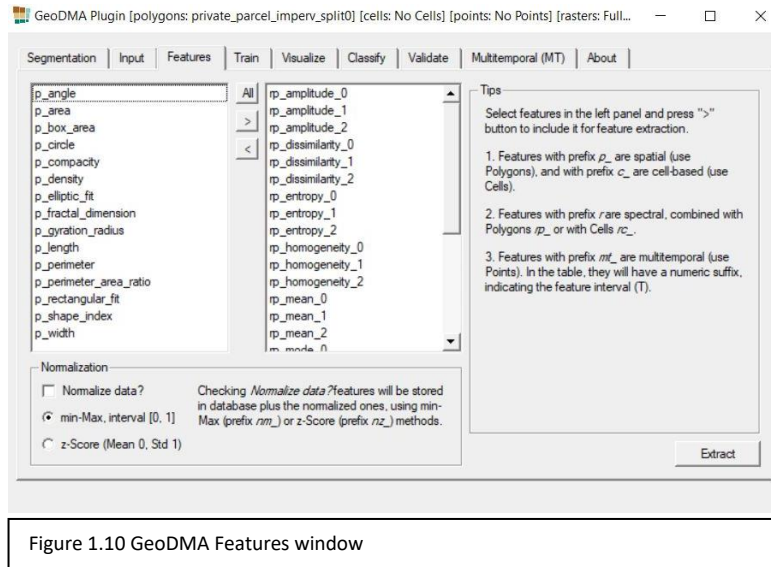 GeoDMA Plugin [polygons: private_parcel_imperv_split0] [cells: No Cells] [points: No Points] [rasters: Full...
Segmentation Input Features Train Visualize Classify Validate Multitemporal (MT) About
p_angle
p_area
p_box_area
p_circle
p_compacity
p_density
p_elliptic_fit
p_fractal_dimension
p_gyration_radius
p_length
p_perimeter
p_perimeter_area_ratio
p_rectangular_fit
p_shape_index
p_width
All
>
<
rp_amplitude_0
rp_amplitude_1
rp_amplitude_2
rp_dissimilarity_0
rp_dissimilarity_1
rp_dissimilarity_2
rp_entropy_0
rp_entropy_1
rp_entropy_2
rp_homogeneity_0
rp_homogeneity_1
rp_homogeneity_2
rp_mean_0
rp_mean_1
rp_mean_2
rp_mode_0
Tips
Select features in the left panel and press ">"
button to include it for feature extraction.
1. Features with prefix p_ are spatial (use
Polygons), and with prefix c_ are cell-based (use
Cells).
2. Features with prefix r are spectral, combined with
Polygons rp_ or with Cells rc_.
3. Features with prefix mt_ are multitemporal (use
Points). In the table, they will have a numeric suffix,
indicating the feature interval (T).
Normalization
Normalize data?
min-Max, interval [0, 1]
z-Score (Mean 0, Std 1)
Checking Normalize data? features will be stored
in database plus the normalized ones, using min-
Max (prefix nm_) or z-Score (prefix nz_) methods.
Extract
Figure 1.10 GeoDMA Features window